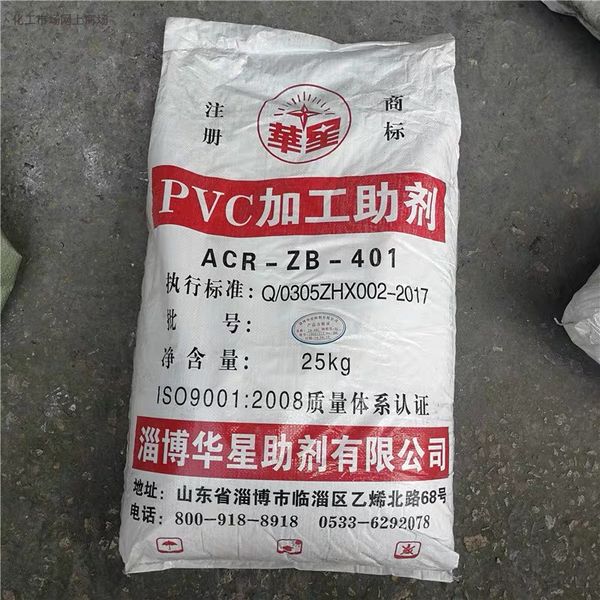 化工市场网上商场
注册 商标
華星
PVC加工助剂
ACR-ZB-401
执行标准: Q/0305ZHX002-2017
批 号:
净含量: 25kg
ISO9001:2008质量体系认证
淄博华星助剂有限公司
地址: 山东省淄博市临淄区乙烯北路68号
电话: 800-918-8918 0533-6292078